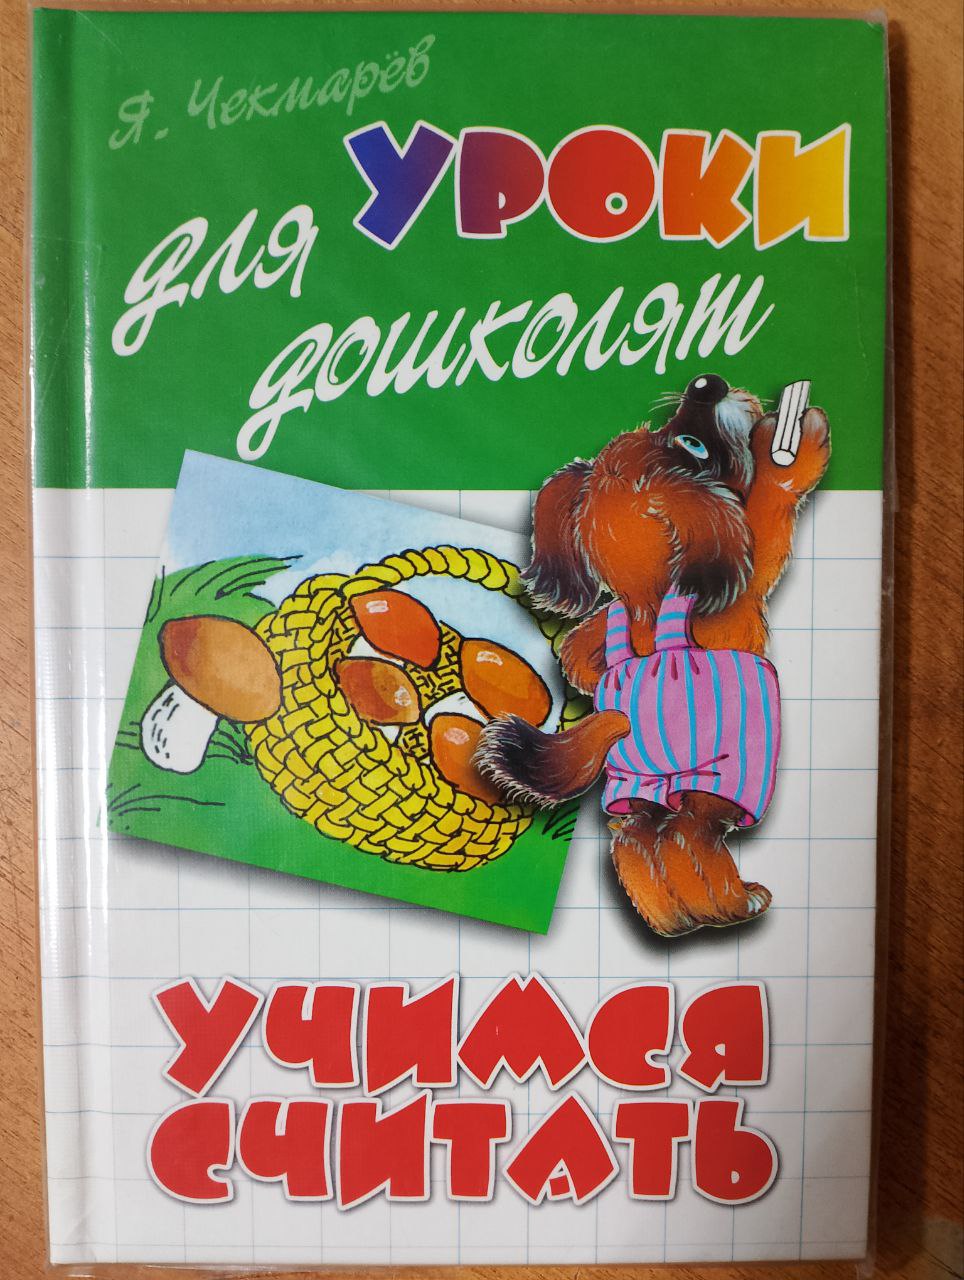 Я. Чекмарёв
УРОКИ
для
дошколят
УЧИМСЯ
СЧИТАТЬ